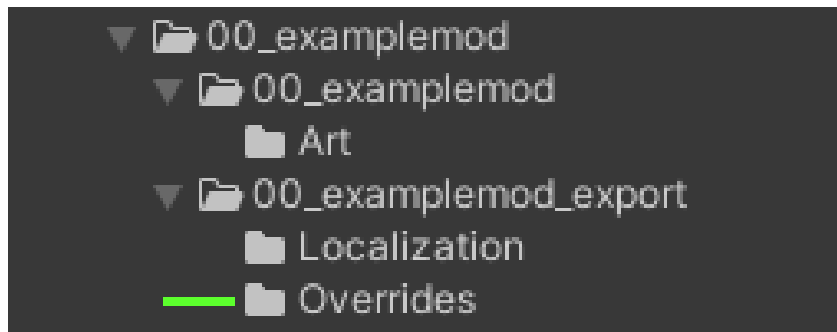 00_examplemod
00_examplemod
Art
00_examplemod_export
Localization
Overrides